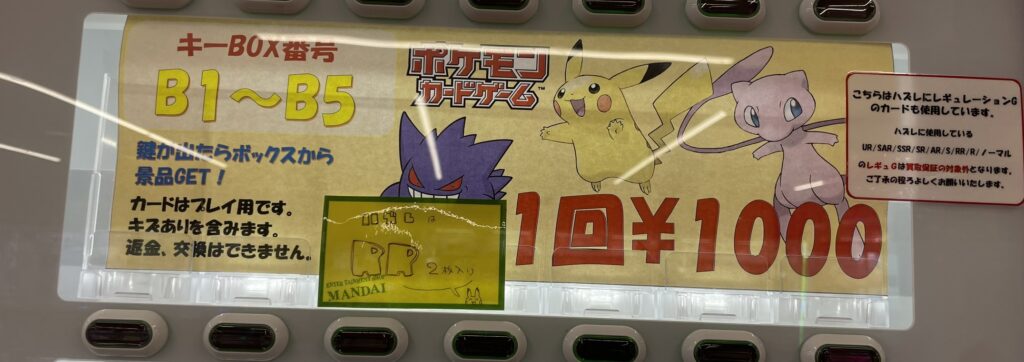 キーBOX番号
B1～B5
鍵が出たらボックスから
景品GET！
カードはプレイ用です。
キズありを含みます。
返金、交換はできません。
ポケモン
カードゲーム
1回￥1000
RR
2枚入り
MANDAI
こちらはハズレにレギュレーションG
のカードも使用しています。
ハズレに使用している
UR/SAR/SSR/SR/AR/S/RR/R/ノーマル
のレギュGは買取保証の対象外となります。
ご了承の程よろしくお願いいたします。